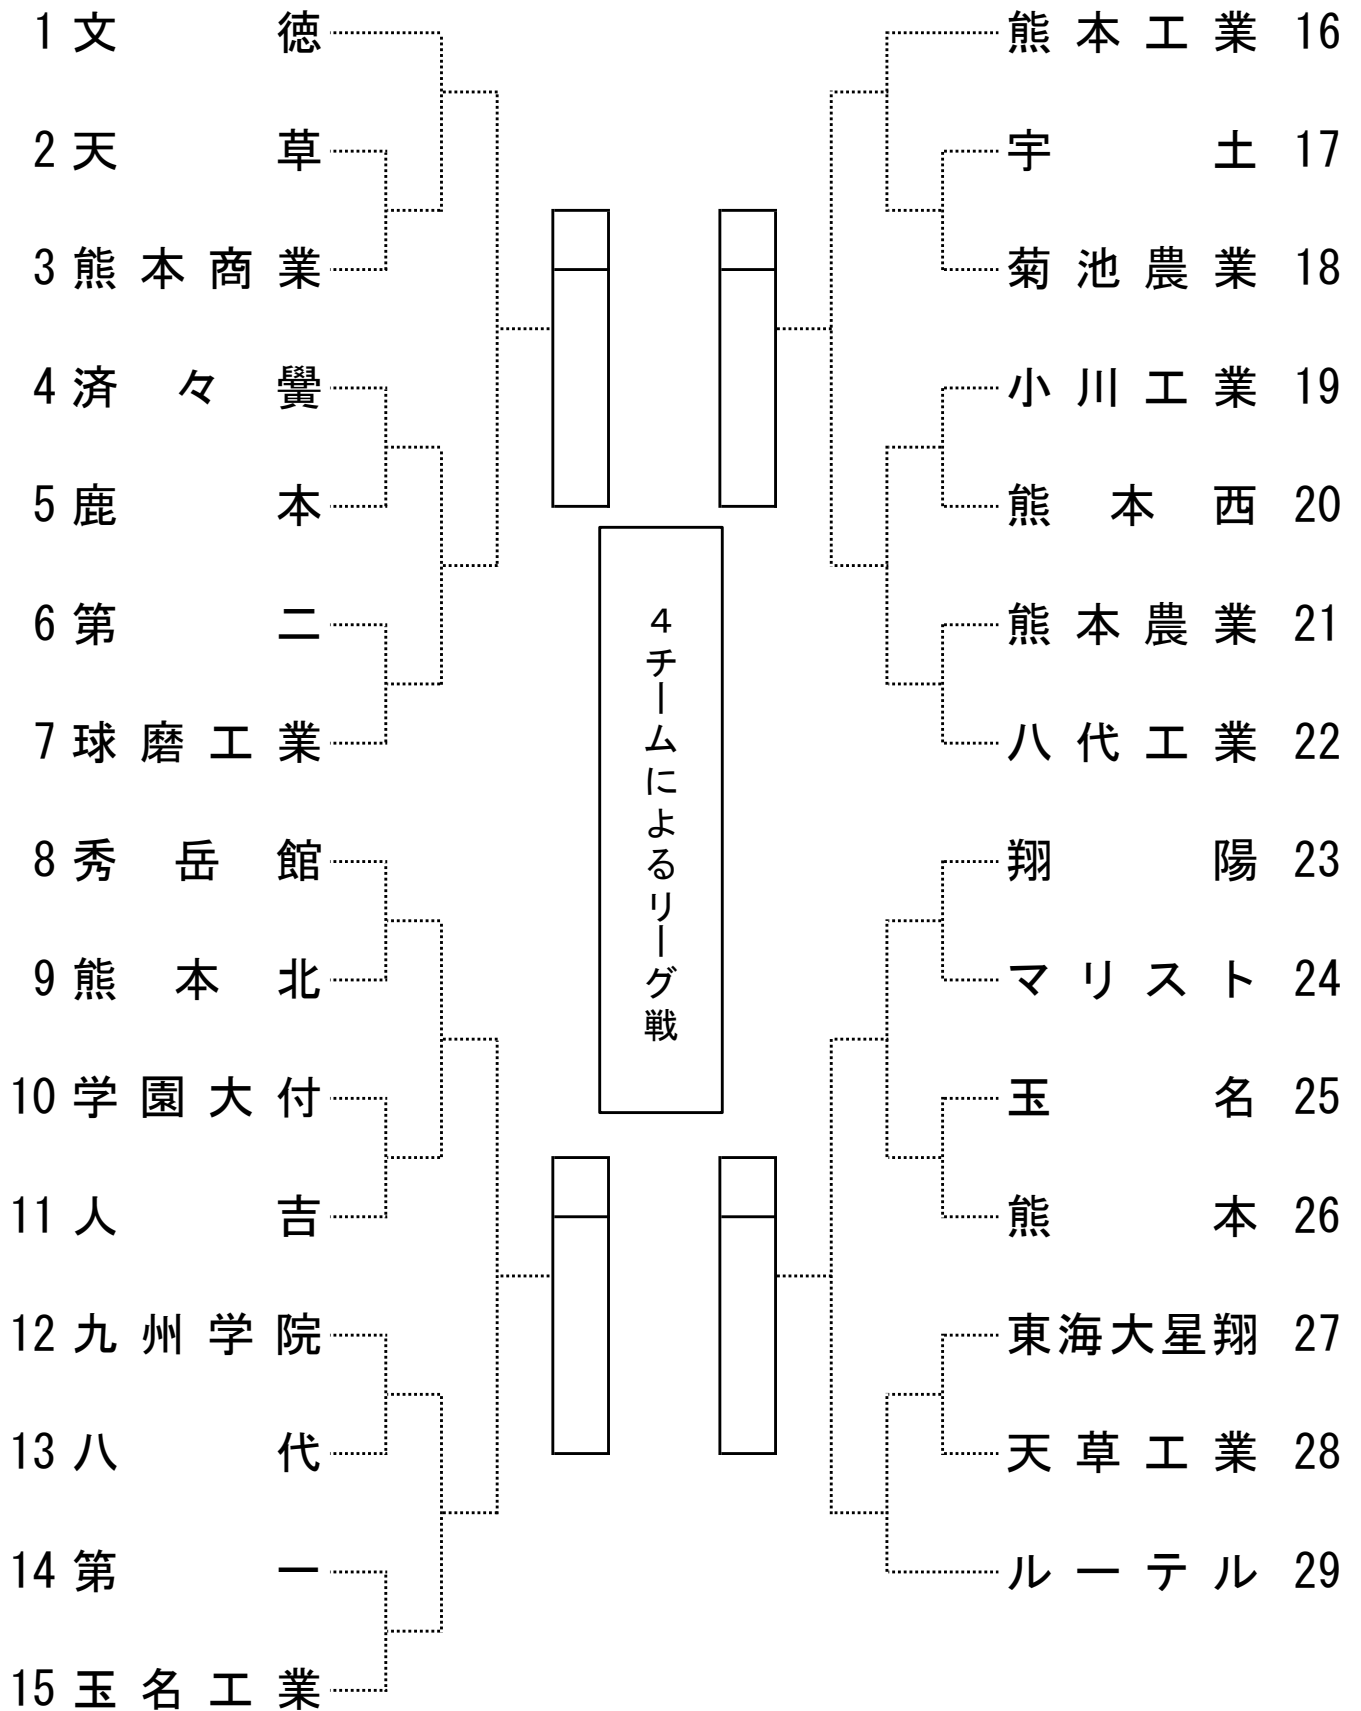 1 文徳
2 天草
3 熊本商業
4 済々黌
5 鹿本
6 第二
7 球磨工業
8 秀岳館
9 熊本北
10 学園大付
11 人吉
12 九州学院
13 八代
14 第一
15 玉名工業
4チームによるリーグ戦
熊本工業 16
宇土 17
菊池農業 18
小川工業 19
熊本西 20
熊本農業 21
八代工業 22
翔陽 23
マリスト 24
玉名 25
熊本 26
東海大星翔 27
天草工業 28
ルーテル 29